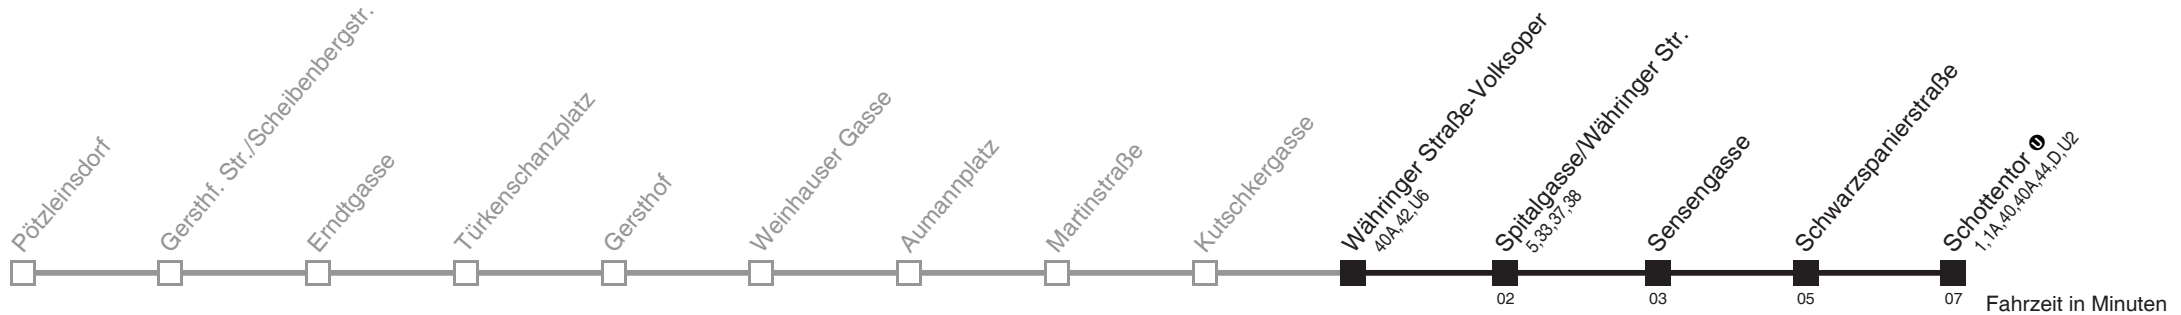 Pötzleinsdorf
Gersthf. Str./Scheibenbergstr.
Erndtgasse
Türkenschanzplatz
Gersthof
Weinhauser Gasse
Aumannplatz
Martinstraße
Kutschkergasse
Währinger Straße-Volksoper
40A,42,U6
Spitalgasse/Währinger Str.
5,33,37,38
Sensengasse
Schwarzspanierstraße
Schottentor U
1,1A,40,40A,44,D,U2
02
03
05
07
Fahrzeit in Minuten